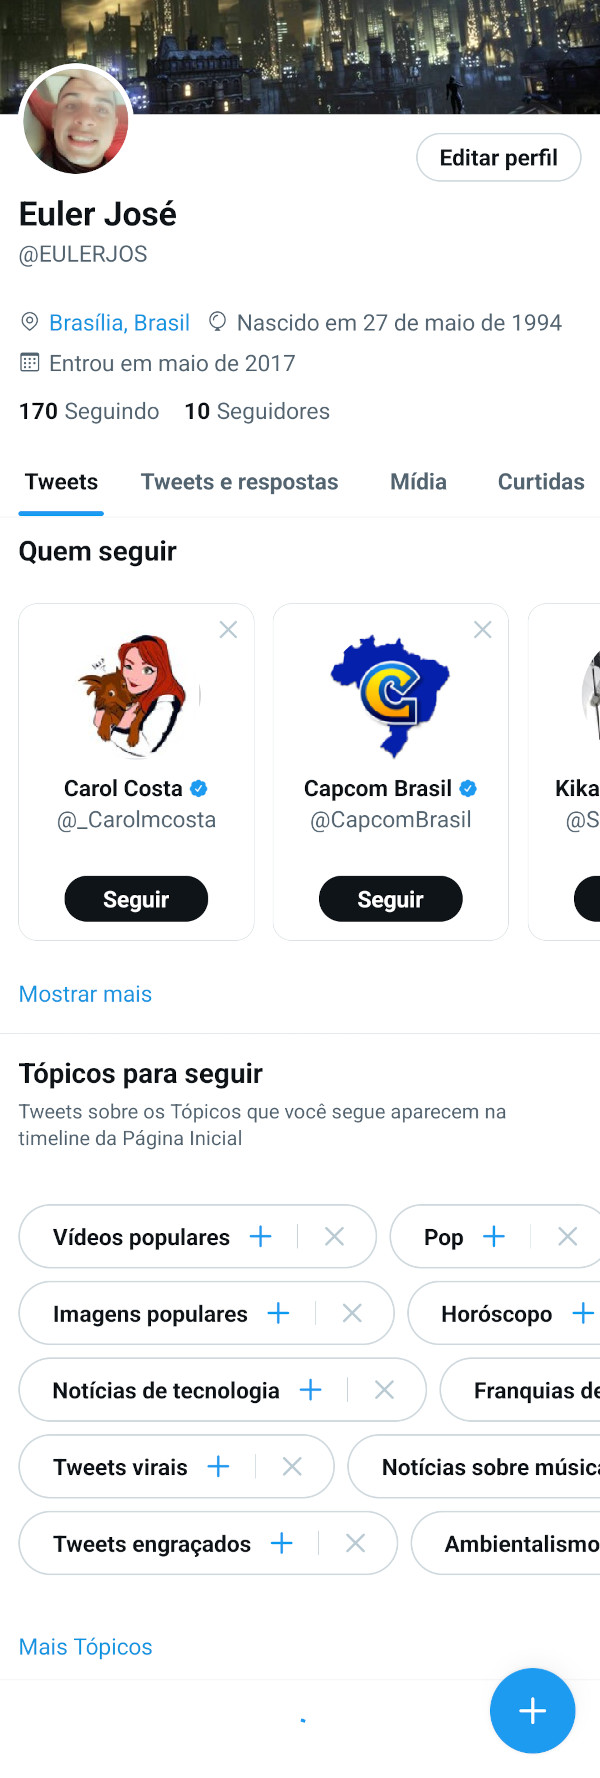 Editar perfil
Euler José
@EULERJOS
Brasília, Brasil Nascido em 27 de maio de 1994
Entrou em maio de 2017
170 Seguindo 10 Seguidores
Tweets Tweets e respostas Mídia Curtidas
Quem seguir
Carol Costa Capcom Brasil Kika
@_Carolmcosta @CapcomBrasil @S
Seguir Seguir
Mostrar mais
Tópicos para seguir
Tweets sobre os Tópicos que você segue aparecem na
timeline da Página Inicial
Vídeos populares Pop
Imagens populares Horóscopo
Notícias de tecnologia Franquias de
Tweets virais Notícias sobre música
Tweets engraçados Ambientalismo
Mais Tópicos